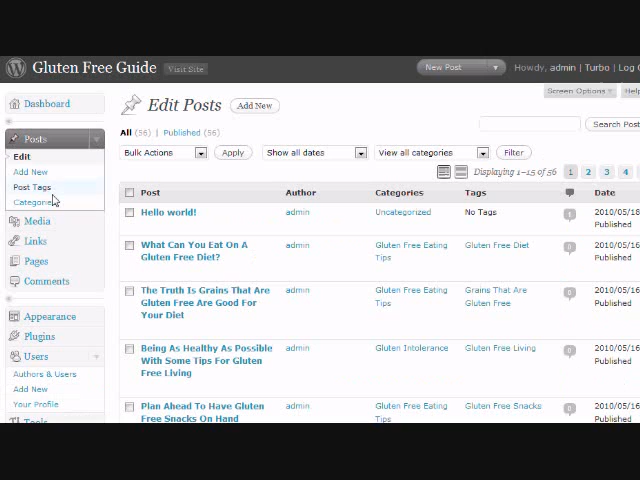 Gluten Free Guide Visit Site New Post Howdy, admin | Turbo | Log
Screen Options Help
Dashboard
Edit Posts Add New
Posts
Edit
Add New
Post Tags
Categories
Media
Links
Pages
Comments
Appearance
Plugins
Users
Authors & Users
Add New
Your Profile
Tools
All (56) | Published (56)
Search Post
Bulk Actions Apply Show all dates View all categories Filter
Displaying 1–15 of 56 1 2 3 4
Post Author Categories Tags Date
Hello world! admin Uncategorized No Tags 1 2010/05/18
Published
What Can You Eat On A admin Gluten Free Eating Gluten Free Diet 0 2010/05/16
Gluten Free Diet? Tips Published
The Truth Is Grains That Are admin Gluten Free Eating Grains That Are 0 2010/05/16
Gluten Free Are Good For Tips Gluten Free Published
Your Diet
Being As Healthy As Possible admin Gluten Intolerance Gluten Free Living 0 2010/05/16
With Some Tips For Gluten Published
Free Living
Plan Ahead To Have Gluten admin Gluten Free Eating Gluten Free Snacks 0 2010/05/16
Free Snacks On Hand Tips Published